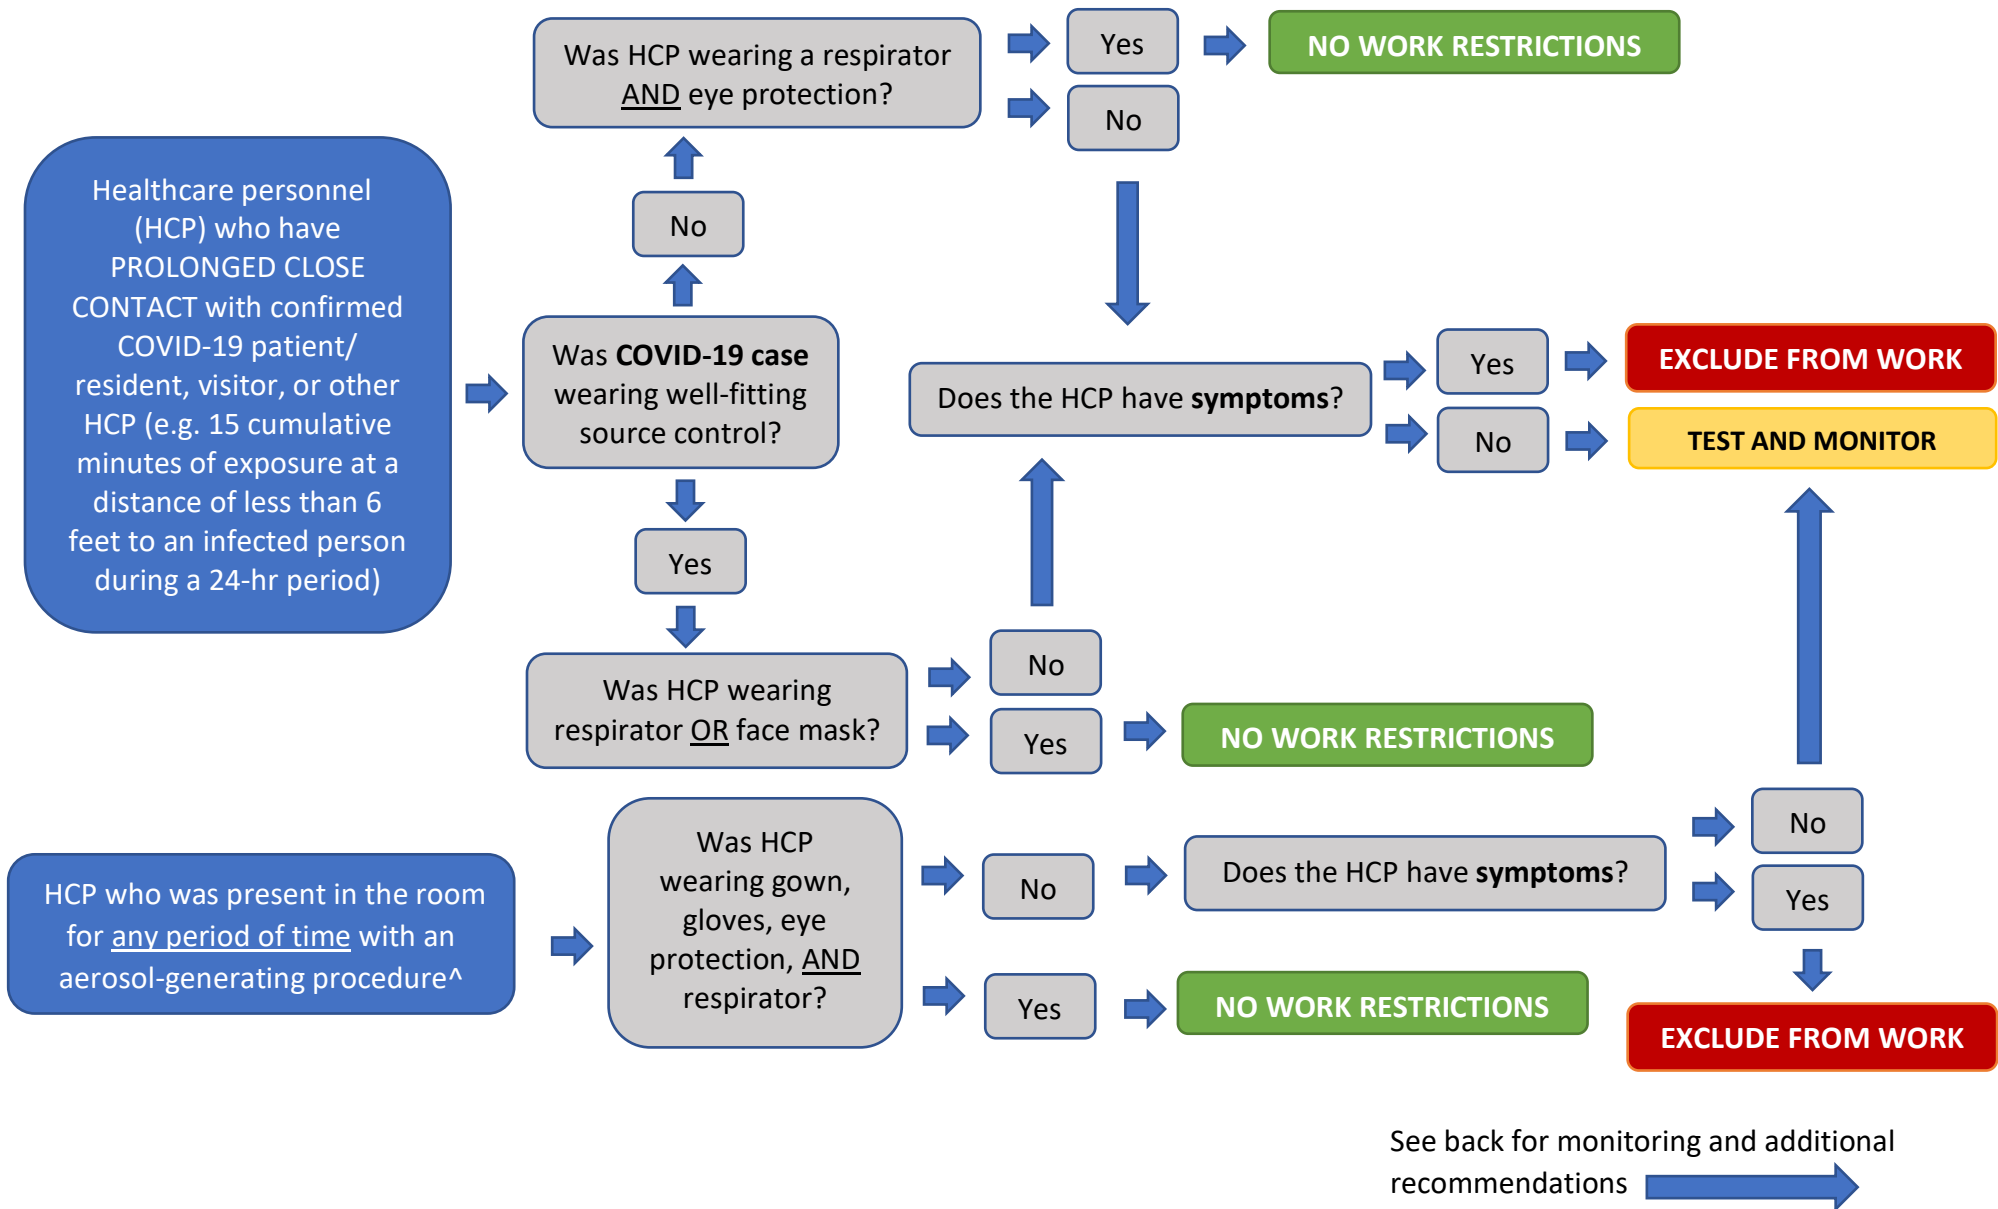 Was HCP wearing a respirator
AND eye protection?
Yes
NO WORK RESTRICTIONS
No
Healthcare personnel
(HCP) who have
PROLONGED CLOSE
CONTACT with confirmed
COVID-19 patient/
resident, visitor, or other
HCP (e.g. 15 cumulative
minutes of exposure at a
distance of less than 6
feet to an infected person
during a 24-hr period)
No
Was COVID-19 case
wearing well-fitting
source control?
Does the HCP have symptoms?
Yes
EXCLUDE FROM WORK
No
TEST AND MONITOR
Yes
Was HCP wearing
respirator OR face mask?
No
Yes
NO WORK RESTRICTIONS
HCP who was present in the room
for any period of time with an
aerosol-generating procedure^
Was HCP
wearing gown,
gloves, eye
protection, AND
respirator?
No
Does the HCP have symptoms?
No
Yes
Yes
NO WORK RESTRICTIONS
EXCLUDE FROM WORK
See back for monitoring and additional
recommendations